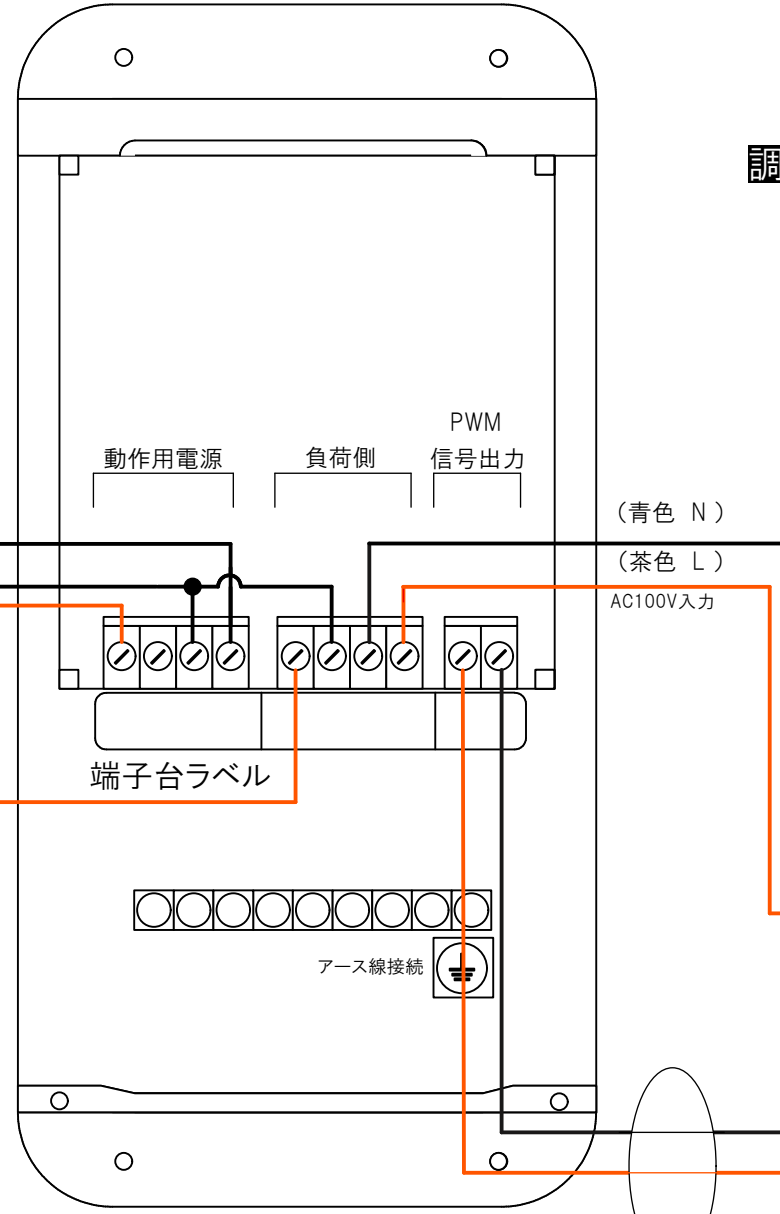 調
PWM
動作用電源 負荷側 信号出力
（青色 N ）
（茶色 L ）
AC100V入力
端子台ラベル
アース線接続